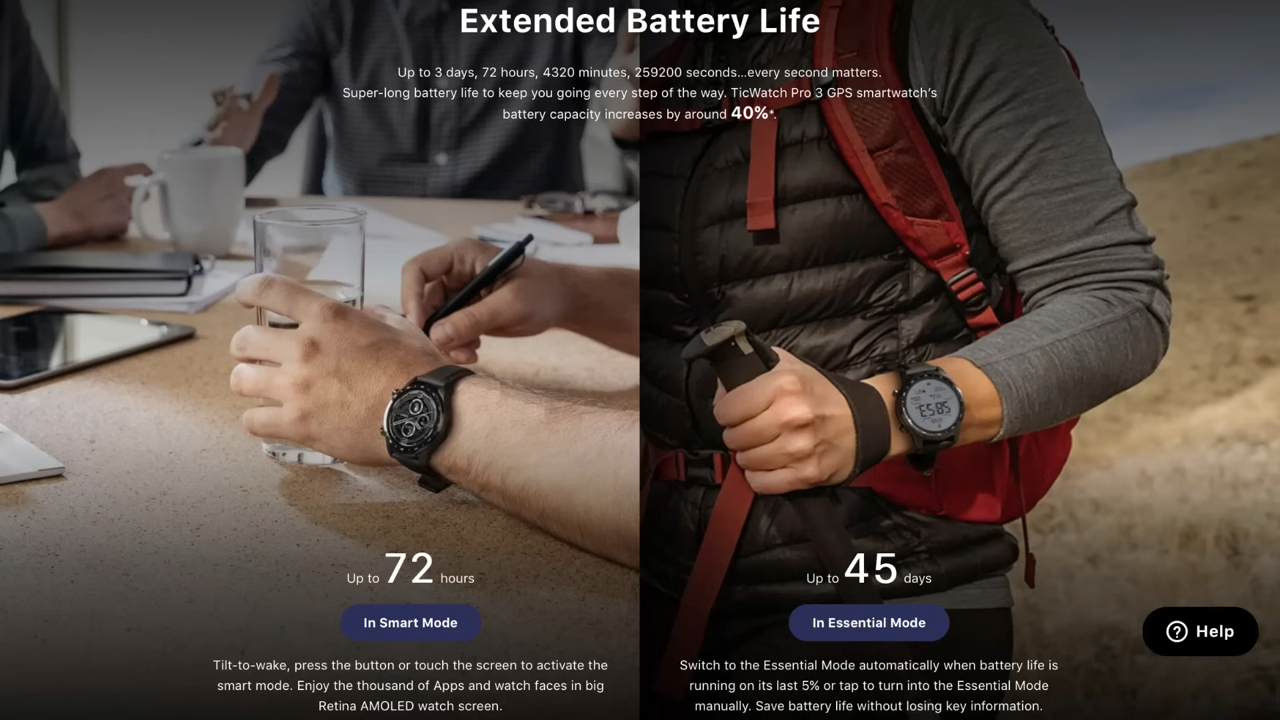 Extended Battery Life
Up to 3 days, 72 hours, 4320 minutes, 259200 seconds...every second matters.
Super-long battery life to keep you going every step of the way. TicWatch Pro 3 GPS smartwatch's
battery capacity increases by around 40%*.
Up to 72 hours
In Smart Mode
Tilt-to-wake, press the button or touch the screen to activate the
smart mode. Enjoy the thousand of Apps and watch faces in big
Retina AMOLED watch screen.
Up to 45 days
In Essential Mode
Switch to the Essential Mode automatically when battery life is
running on its last 5% or tap to turn into the Essential Mode
manually. Save battery life without losing key information.
Help